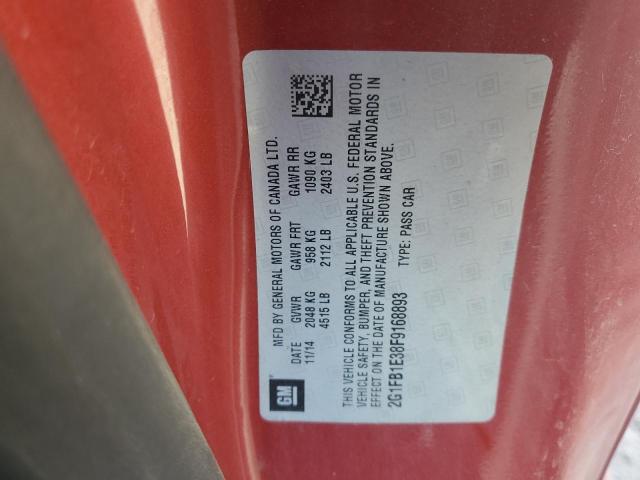 MFD BY GENERAL MOTORS OF CANADA LTD.
DATE GVWR GAWR FRT GAWR RR
11/14 2048 KG 958 KG 1090 KG
4515 LB 2112 LB 2403 LB
GM
THIS VEHICLE CONFORMS TO ALL APPLICABLE U.S. FEDERAL MOTOR
VEHICLE SAFETY, BUMPER, AND THEFT PREVENTION STANDARDS IN
EFFECT ON THE DATE OF MANUFACTURE SHOWN ABOVE.
2G1FB1E38F9168893 TYPE: PASS CAR